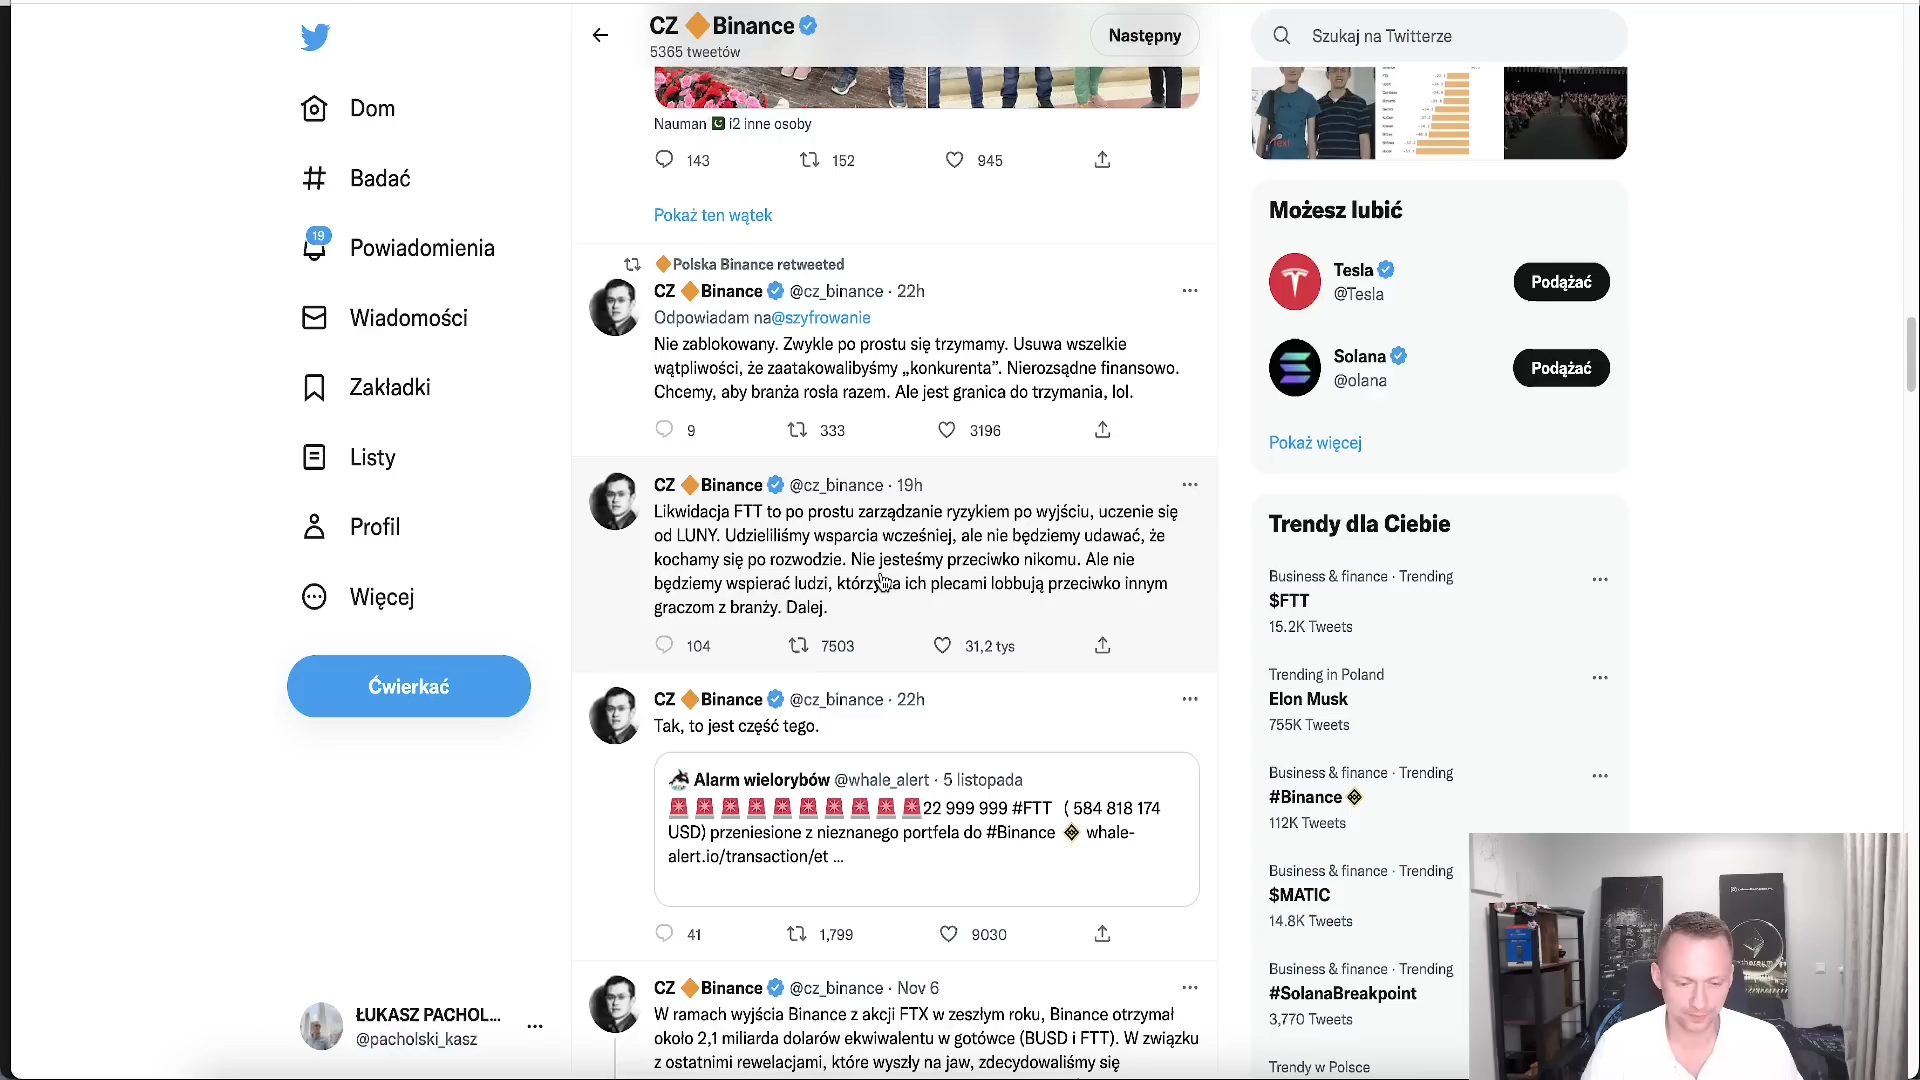 CZ 🔶Binance
5365 tweetów
Następny
Szukaj na Twitterze
Dom
Badać
19
Powiadomienia
Wiadomości
Zakładki
Listy
Profil
Więcej
Ćwierkać
ŁUKASZ PACHOL...
@pacholski_kasz
Nauman i2 inne osoby
143 152 945
Pokaż ten wątek
🔶Polska Binance retweeted
CZ 🔶Binance @cz_binance · 22h
Odpowiadam na@szyfrowanie
Nie zablokowany. Zwykle po prostu się trzymamy. Usuwa wszelkie
wątpliwości, że zaatakowalibyśmy „konkurenta”. Nierozsądne finansowo.
Chcemy, aby branża rosła razem. Ale jest granica do trzymania, lol.
9 333 3196
CZ 🔶Binance @cz_binance · 19h
Likwidacja FTT to po prostu zarządzanie ryzykiem po wyjściu, uczenie się
od LUNY. Udzieliliśmy wsparcia wcześniej, ale nie będziemy udawać, że
kochamy się po rozwodzie. Nie jesteśmy przeciwko nikomu. Ale nie
będziemy wspierać ludzi, którzy za ich plecami lobbują przeciwko innym
graczom z branży. Dalej.
104 7503 31,2 tys
CZ 🔶Binance @cz_binance · 22h
Tak, to jest część tego.
Alarm wielorybów @whale_alert · 5 listopada
🚨🚨🚨🚨🚨🚨🚨🚨🚨🚨22 999 999 #FTT ( 584 818 174
USD) przeniesione z nieznanego portfela do #Binance whale-
alert.io/transaction/et ...
41 1,799 9030
CZ 🔶Binance @cz_binance · Nov 6
W ramach wyjścia Binance z akcji FTX w zeszłym roku, Binance otrzymał
około 2,1 miliarda dolarów ekwiwalentu w gotówce (BUSD i FTT). W związku
z ostatnimi rewelacjami, które wyszły na jaw, zdecydowaliśmy się
Możesz lubić
Tesla
@Tesla
Podążać
Solana
@olana
Podążać
Pokaż więcej
Trendy dla Ciebie
Business & finance · Trending
$FTT
15.2K Tweets
Trending in Poland
Elon Musk
755K Tweets
Business & finance · Trending
#Binance
112K Tweets
Business & finance · Trending
$MATIC
14.8K Tweets
Business & finance · Trending
#SolanaBreakpoint
3,770 Tweets
Trendy w Polsce